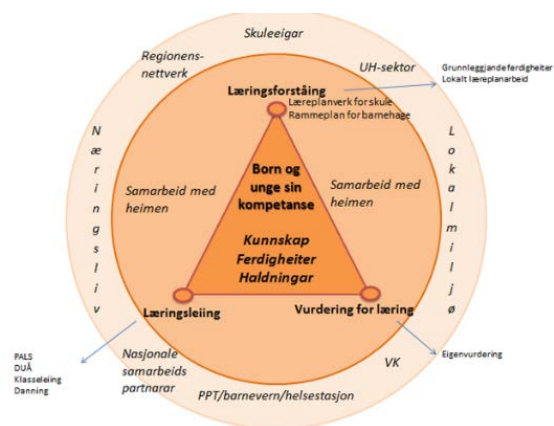 Skuleeigar
Regionens-
nettverk
UH-sektor
Grunnleggjande ferdigheiter
Lokalt læreplanarbeid
Læringsforståing
Læreplanverk for skule
Rammeplan for barnehage
Næringsliv
Lokalmiljø
Born og
unge sin
kompetanse
Samarbeid med
heimen
Samarbeid med
heimen
Kunnskap
Ferdigheiter
Haldningar
Læringsleiing
Vurdering for læring
PALS
DUÅ
Klasseleiing
Danning
Nasjonale
samarbeids
partnarar
VK
Eigenvurdering
PPT/barnevern/helsestasjon